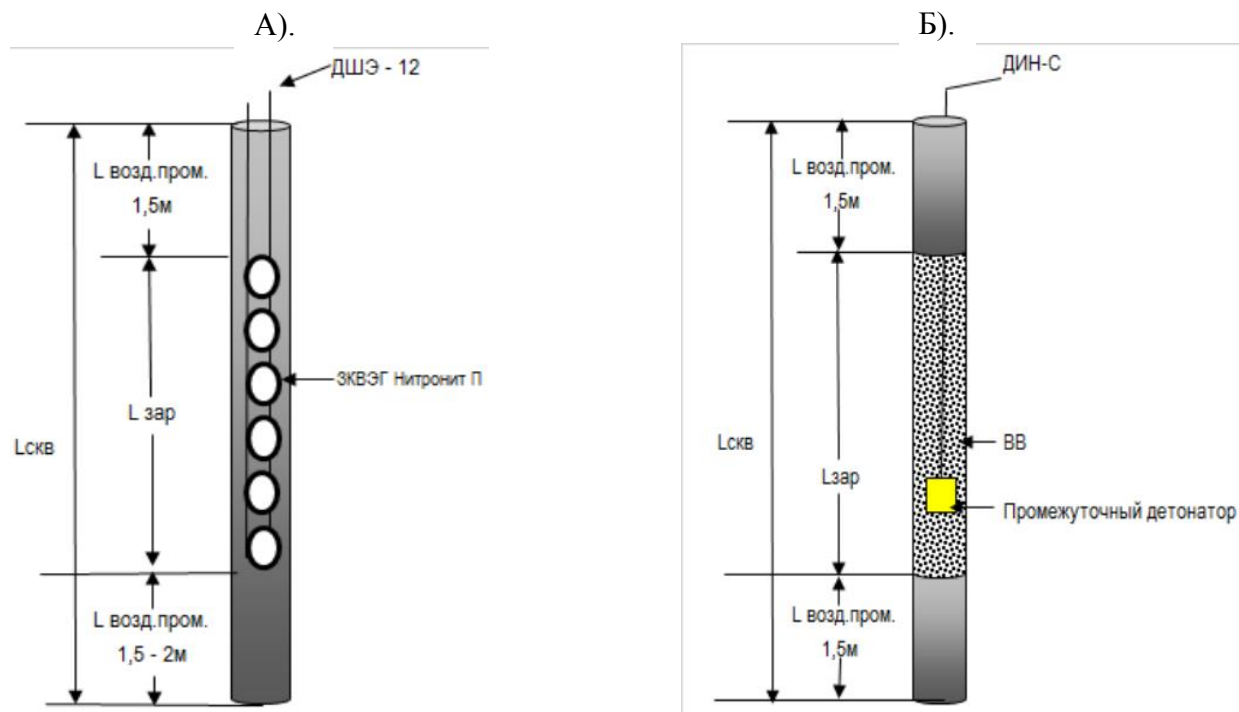 А).
ДШЭ - 12
L возд.пром.
1,5м
ЗКВЭГ Нитронит П
L зар
Lскв
L возд.пром.
1,5 - 2м
Б).
ДИН-С
L возд.пром.
1,5м
Lскв
ВВ
Lзар
Промежуточный детонатор
L возд.пром.
1,5м